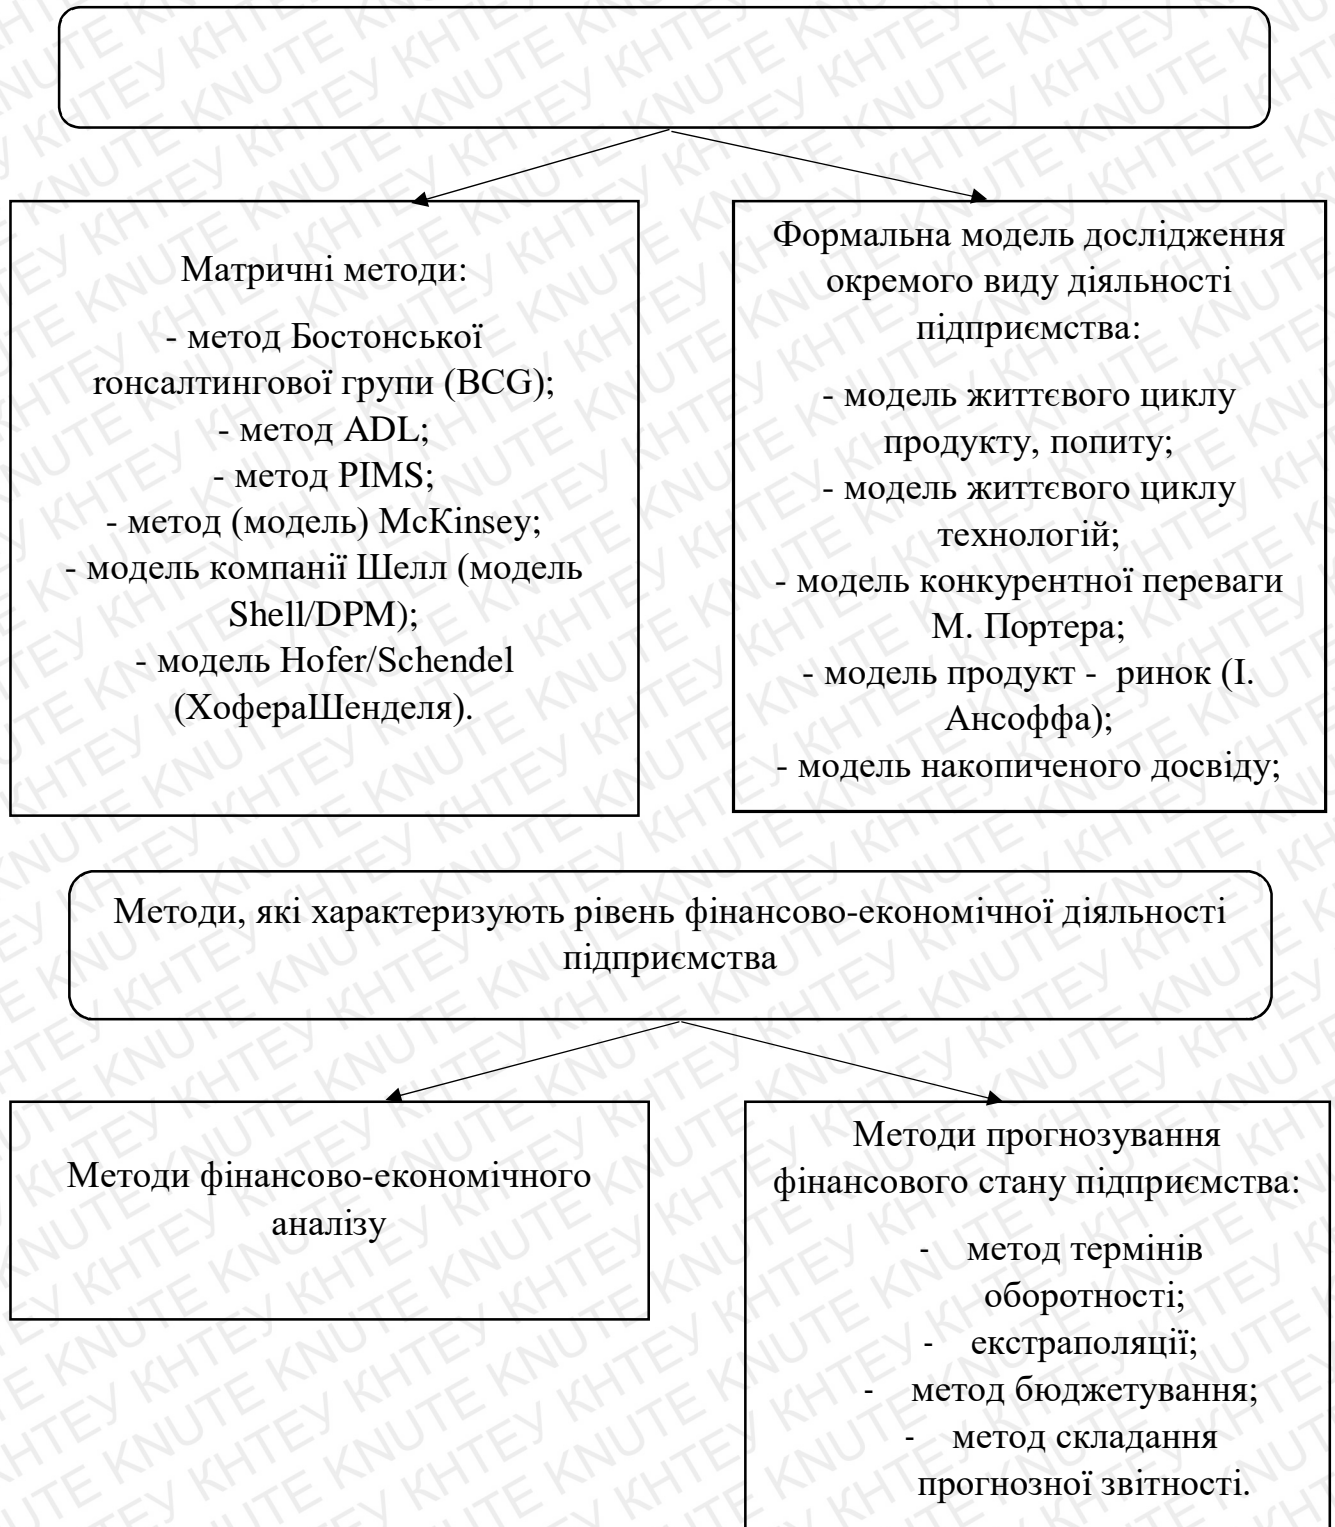 Матричні методи:
- метод Бостонської
гонсалтингової групи (BCG);
- метод ADL;
- метод PIMS;
- метод (модель) McKinsey;
- модель компанії Шелл (модель
Shell/DPM);
- модель Hofer/Schendel
(ХофераШенделя).
Формальна модель дослідження
окремого виду діяльності
підприємства:
- модель життєвого циклу
продукту, попиту;
- модель життєвого циклу
технологій;
- модель конкурентної переваги
М. Портера;
- модель продукт - ринок (І.
Ансоффа);
- модель накопиченого досвіду;
Методи, які характеризують рівень фінансово-економічної діяльності
підприємства
Методи фінансово-економічного
аналізу
Методи прогнозування
фінансового стану підприємства:
- метод термінів
оборотності;
- екстраполяції;
- метод бюджетування;
- метод складання
прогнозної звітності.